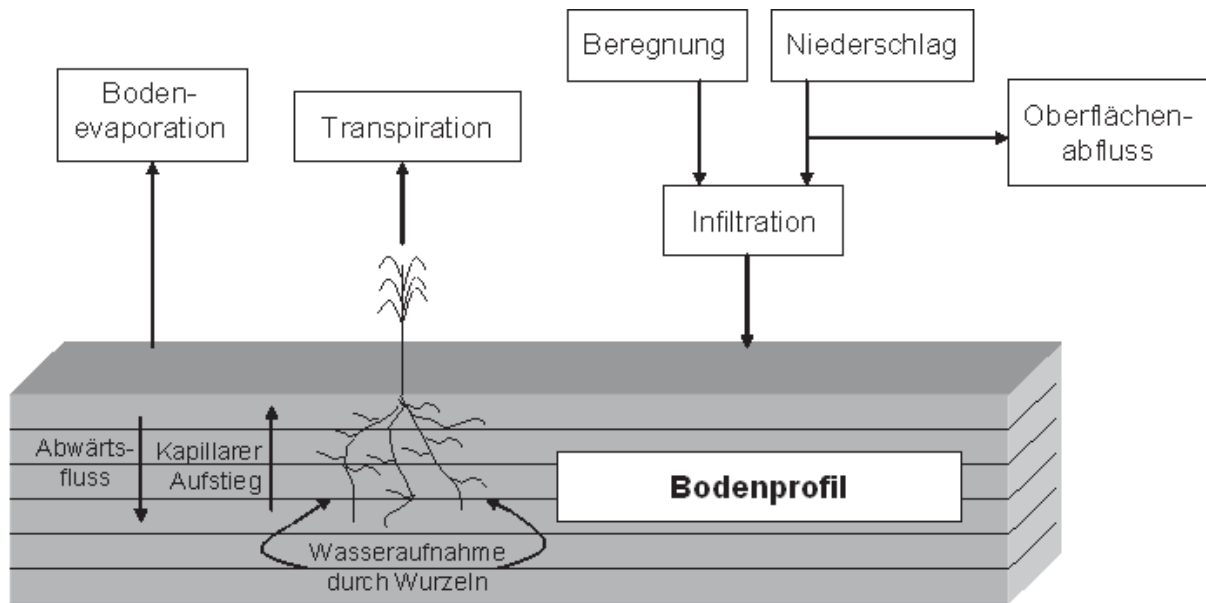 Beregnung
Niederschlag
Boden-
evaporation
Transpiration
Oberflächen-
abfluss
Infiltration
Abwärts-
fluss
Kapillarer
Aufstieg
Bodenprofil
Wasseraufnahme
durch Wurzeln